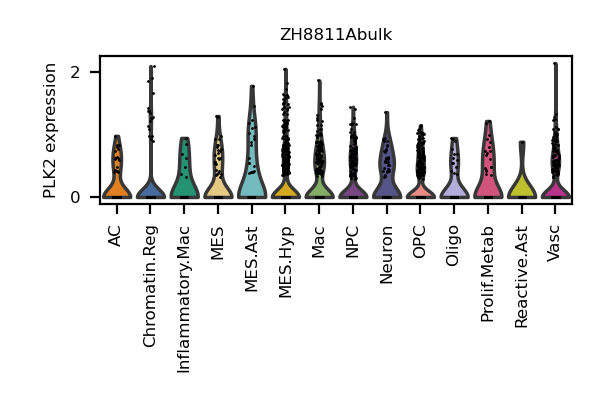 ZH8811Abulk
PLK2 expression
2
0
AC
Chromatin.Reg
Inflammatory.Mac
MES
MES.Ast
MES.Hyp
Mac
NPC
Neuron
OPC
Oligo
Prolif.Metab
Reactive.Ast
Vasc